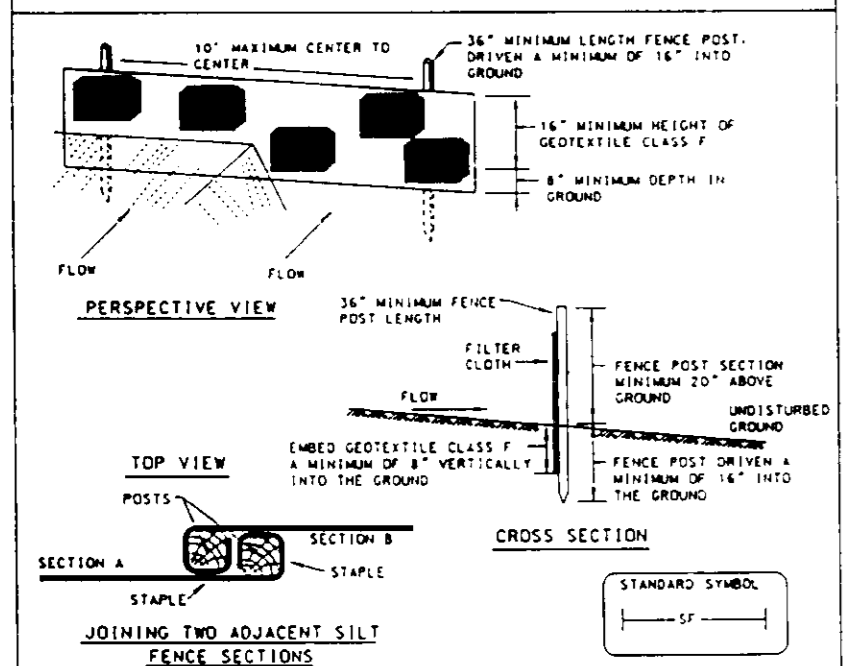 10" MAXIMUM CENTER TO
CENTER
36" MINIMUM LENGTH FENCE POST.
DRIVEN A MINIMUM OF 16" INTO
GROUND
16" MINIMUM HEIGHT OF
GEOTEXTILE CLASS F
8" MINIMUM DEPTH IN
GROUND
FLOW
FLOW
PERSPECTIVE VIEW
36" MINIMUM FENCE
POST LENGTH
FILTER
CLOTH
FENCE POST SECTION
MINIMUM 20" ABOVE
GROUND
FLOW
UNDISTURBED
GROUND
EMBED GEOTEXTILE CLASS F
A MINIMUM OF 8" VERTICALLY
INTO THE GROUND
FENCE POST DRIVEN A
MINIMUM OF 16" INTO
THE GROUND
CROSS SECTION
TOP VIEW
POSTS
SECTION B
SECTION A
STAPLE
STAPLE
JOINING TWO ADJACENT SILT
FENCE SECTIONS
STANDARD SYMBOL
SF